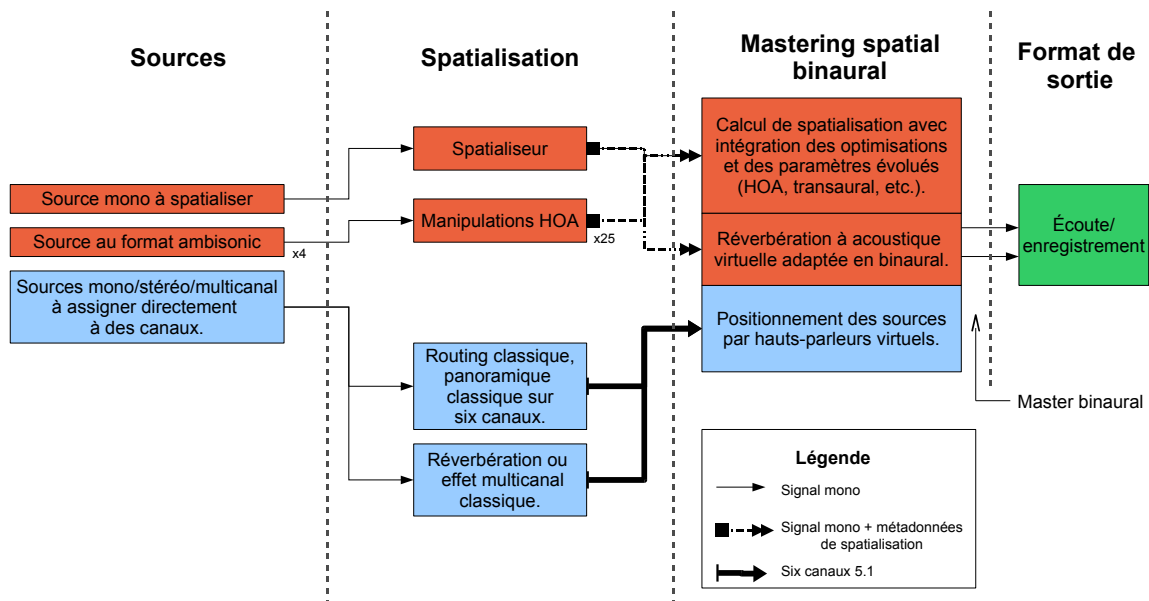 Sources
Spatialisation
Mastering spatial
binaural
Format de
sortie
Source mono à spatialiser
Source au format ambisonic
x4
Sources mono/stéréo/multicanal
à assigner directement
à des canaux.
Spatialiseur
Manipulations HOA
x25
Routing classique,
panoramique
classique sur
six canaux.
Réverbération ou
effet multicanal
classique.
Calcul de spatialisation avec
intégration des optimisations
et des paramètres évolués
(HOA, transaural, etc.).
Réverbération à acoustique
virtuelle adaptée en binaural.
Positionnement des sources
par hauts-parleurs virtuels.
Écoute/
enregistrement
Master binaural
Légende
Signal mono
Signal mono + métadonnées
de spatialisation
Six canaux 5.1